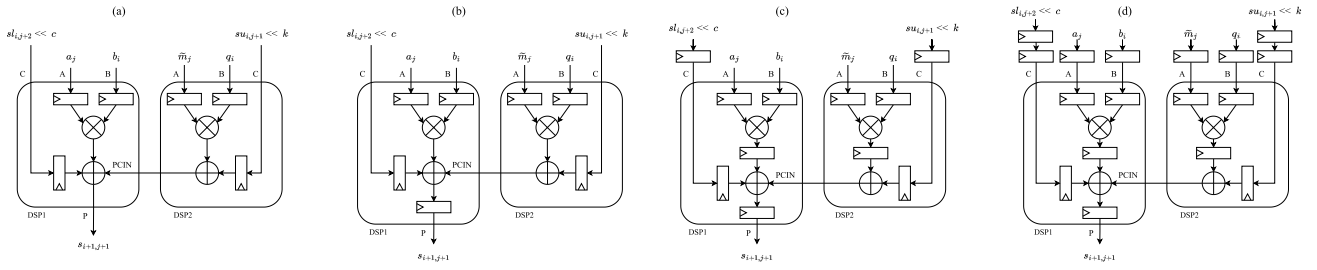 (a)
sl_{i,j+2} << c
su_{i,j+1} << k
a_j b_i m̃_j q_i
C A B A B C
PCIN
DSP1 P DSP2
s_{i+1,j+1}
(b)
sl_{i,j+2} << c
su_{i,j+1} << k
a_j b_i m̃_j q_i
C A B A B C
PCIN
DSP1 P DSP2
s_{i+1,j+1}
(c)
sl_{i,j+2} << c
su_{i,j+1} << k
a_j b_i m̃_j q_i
C A B A B C
PCIN
DSP1 P DSP2
s_{i+1,j+1}
(d)
sl_{i,j+2} << c
su_{i,j+1} << k
a_j b_i m̃_j q_i
C A B A B C
PCIN
DSP1 P DSP2
s_{i+1,j+1}